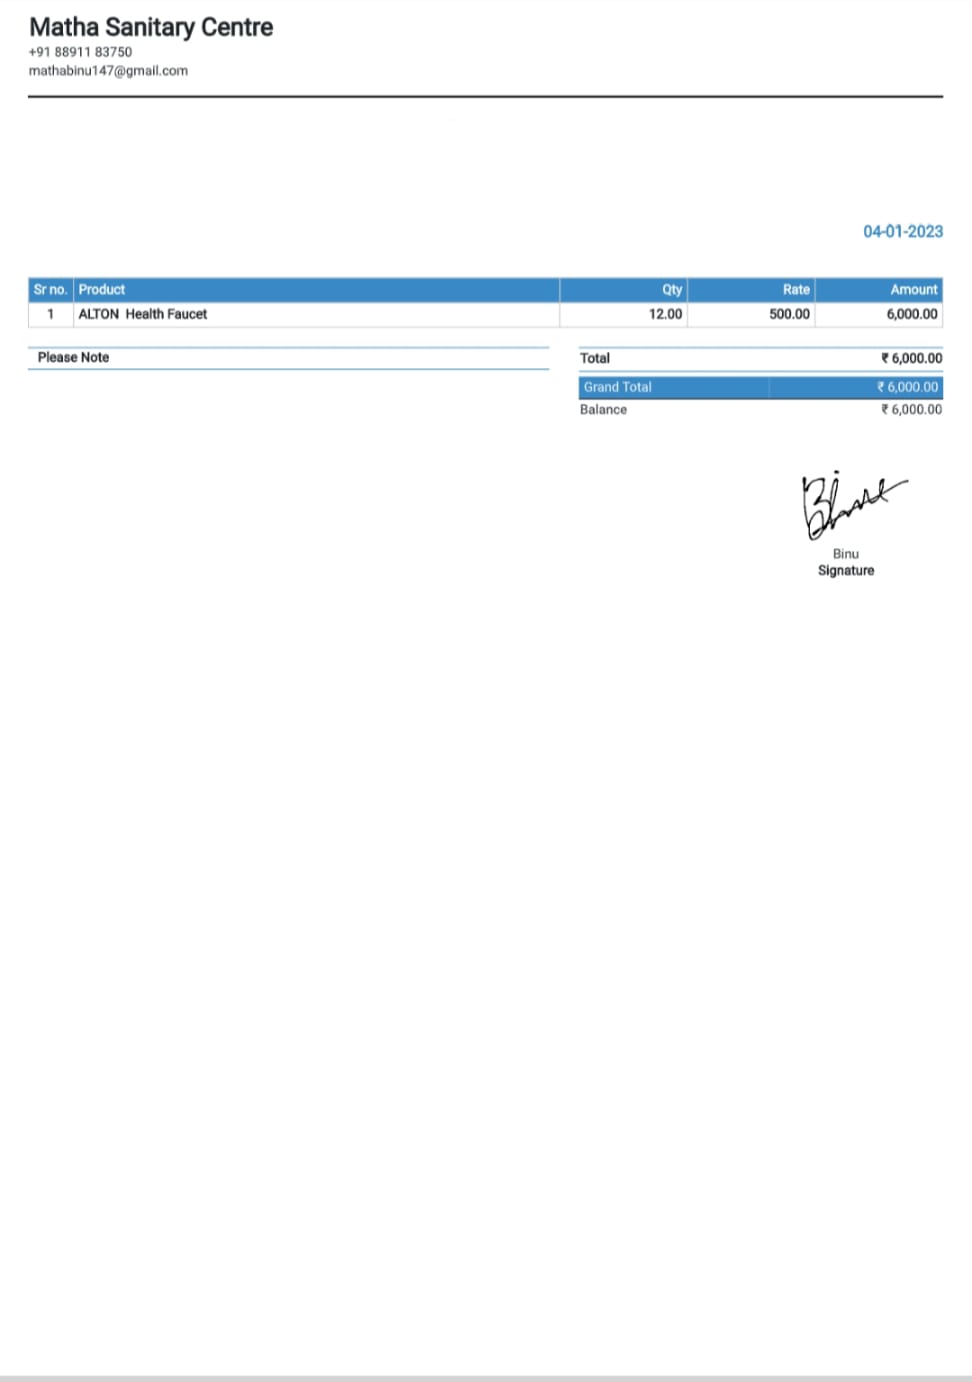 Matha Sanitary Centre
+91 88911 83750
mathabinu147@gmail.com
04-01-2023
Sr no. Product Qty Rate Amount
1 ALTON Health Faucet 12.00 500.00 6,000.00
Please Note
Total ₹ 6,000.00
Grand Total ₹ 6,000.00
Balance ₹ 6,000.00
Binu
Signature